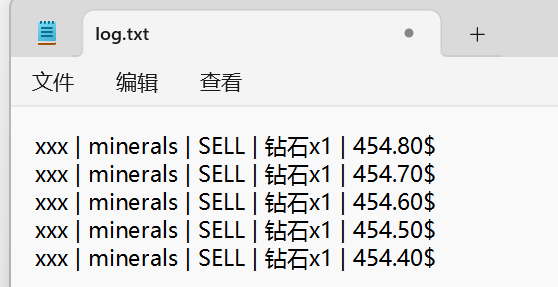 log.txt
文件 编辑 查看
xxx | minerals | SELL | 钻石x1 | 454.80$
xxx | minerals | SELL | 钻石x1 | 454.70$
xxx | minerals | SELL | 钻石x1 | 454.60$
xxx | minerals | SELL | 钻石x1 | 454.50$
xxx | minerals | SELL | 钻石x1 | 454.40$